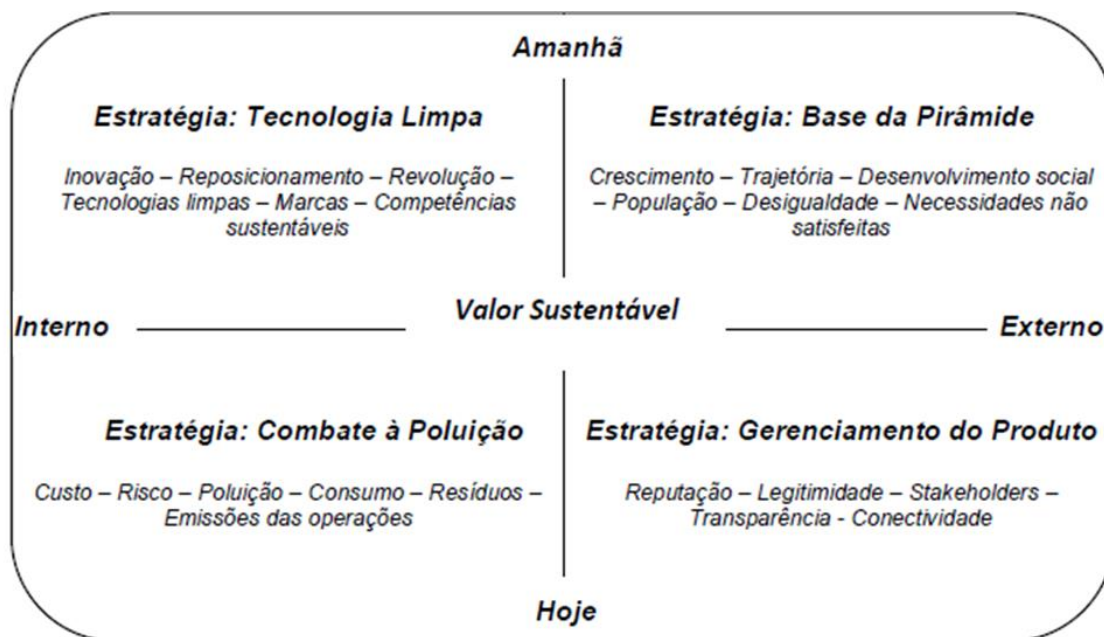 Amanhã
Estratégia: Tecnologia Limpa
Inovação – Reposicionamento – Revolução –
Tecnologias limpas – Marcas – Competências
sustentáveis
Estratégia: Base da Pirâmide
Crescimento – Trajetória – Desenvolvimento social
– População – Desigualdade – Necessidades não
satisfeitas
Interno
Valor Sustentável
Externo
Estratégia: Combate à Poluição
Custo – Risco – Poluição – Consumo – Resíduos –
Emissões das operações
Estratégia: Gerenciamento do Produto
Reputação – Legitimidade – Stakeholders –
Transparência - Conectividade
Hoje